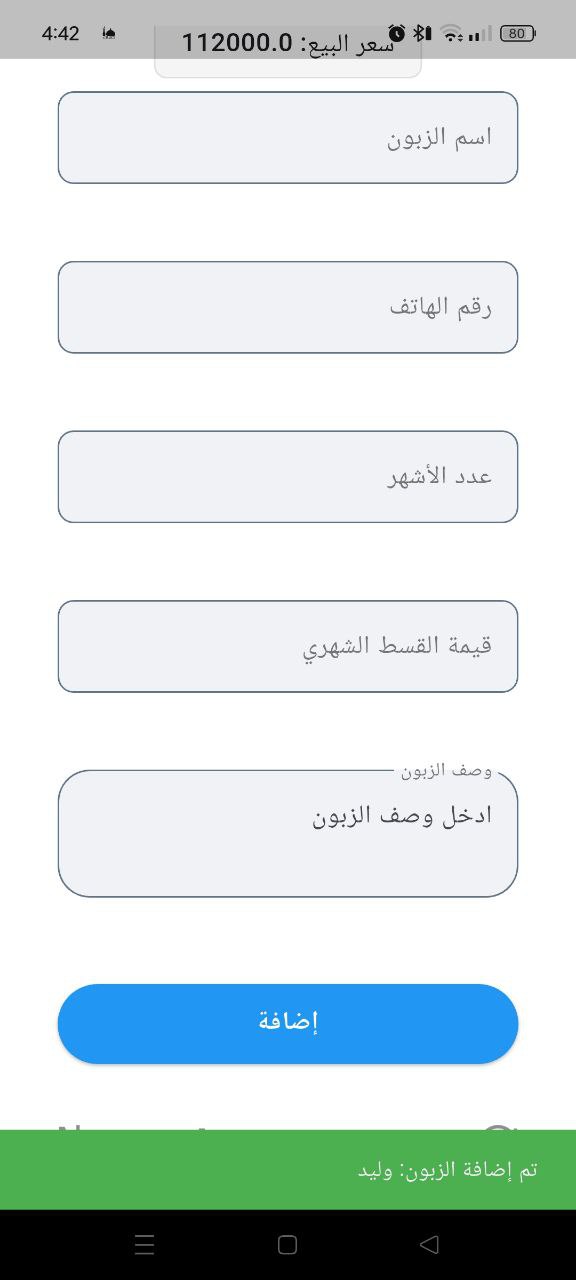 4:42
80
سعر البيع: 112000.0
اسم الزبون
رقم الهاتف
عدد الأشهر
قيمة القسط الشهري
وصف الزبون
ادخل وصف الزبون
إضافة
تم إضافة الزبون: وليد